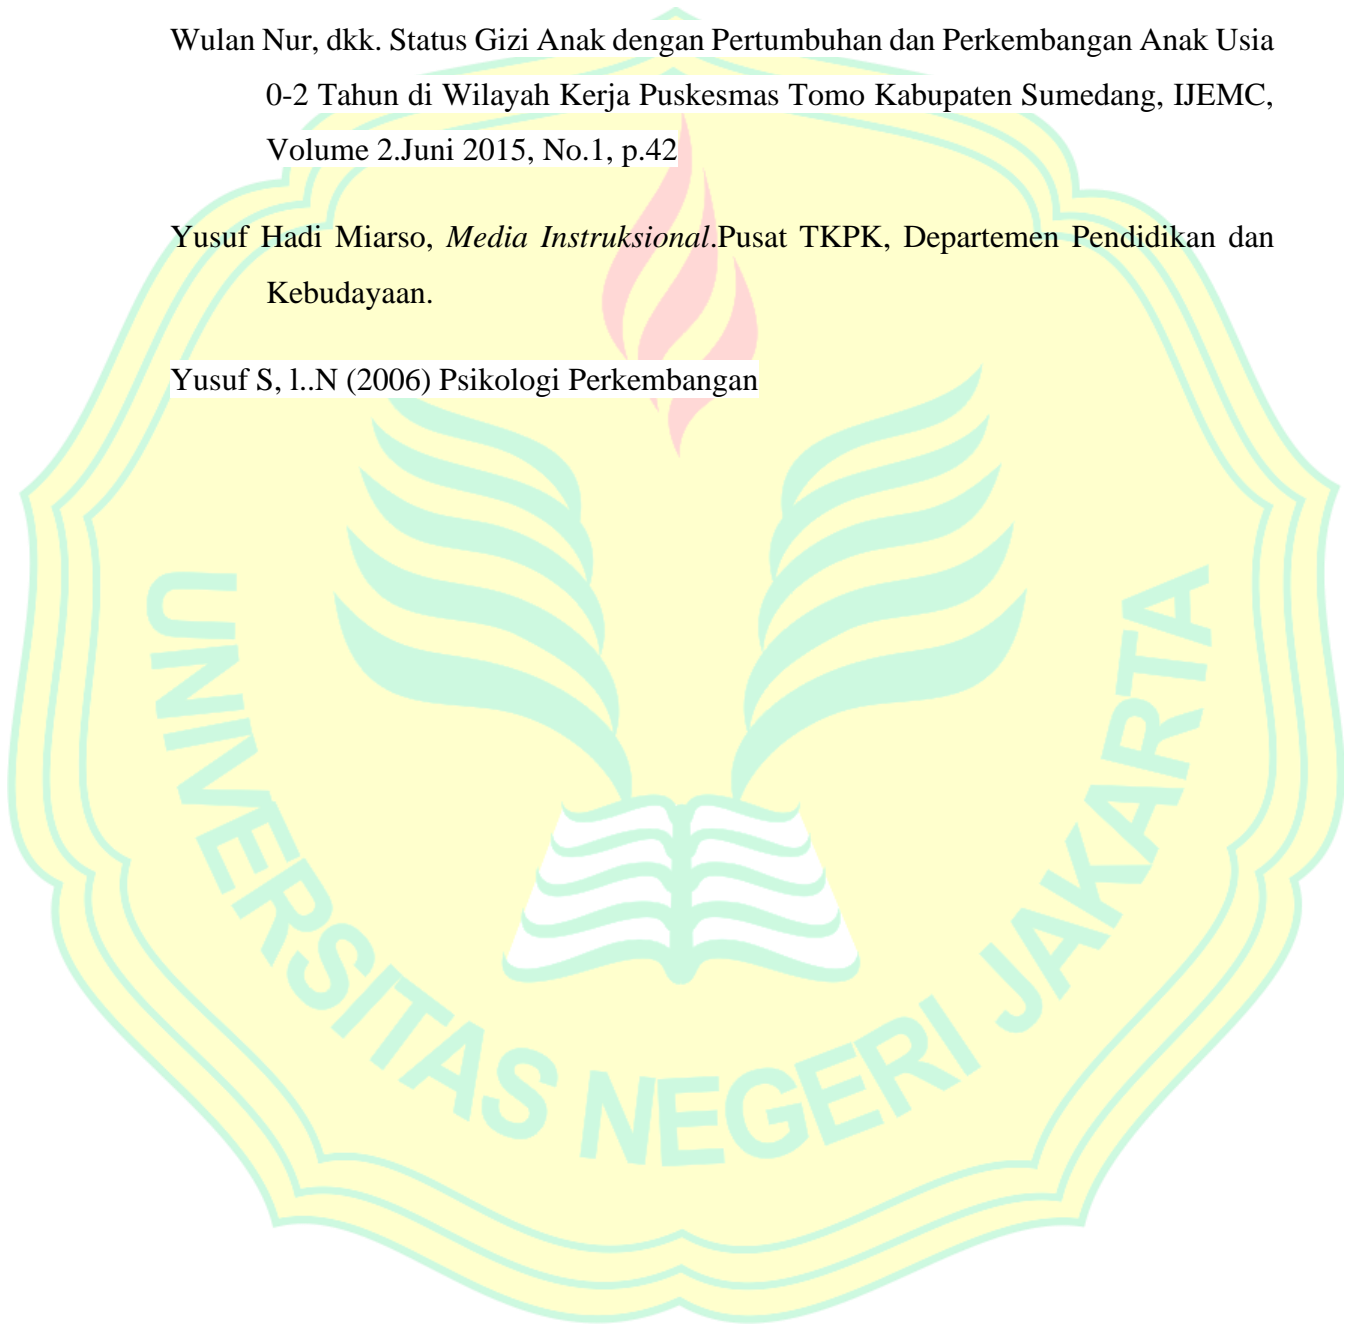 Wulan Nur, dkk. Status Gizi Anak dengan Pertumbuhan dan Perkembangan Anak Usia
0-2 Tahun di Wilayah Kerja Puskesmas Tomo Kabupaten Sumedang, IJEMC,
Volume 2.Juni 2015, No.1, p.42
Yusuf Hadi Miarso, Media Instruksional.Pusat TKPK, Departemen Pendidikan dan
Kebudayaan.
Yusuf S, l..N (2006) Psikologi Perkembangan
UNIVERSITAS NEGERI JAKARTA